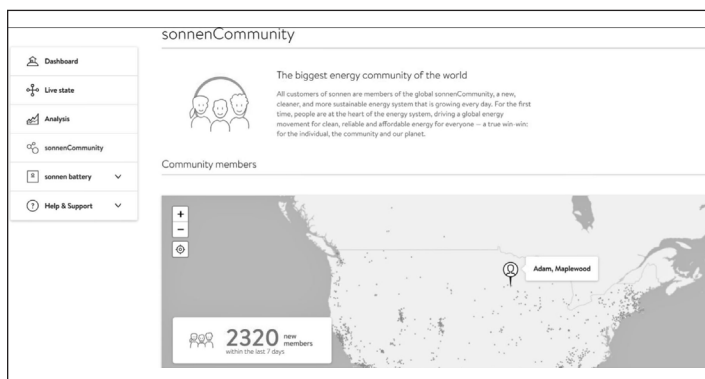 sonnenCommunity
Dashboard
Live state
Analysis
sonnenCommunity
sonnen battery
Help & Support
The biggest energy community of the world
All customers of sonnen are members of the global sonnenCommunity, a new,
cleaner, and more sustainable energy system that is growing every day. For the first
time, people are at the heart of the energy system, driving a global energy
movement for clean, reliable and affordable energy for everyone — a true win-win:
for the individual, the community and our planet.
Community members
+
−
Adam, Maplewood
2320 new
members
within the last 7 days